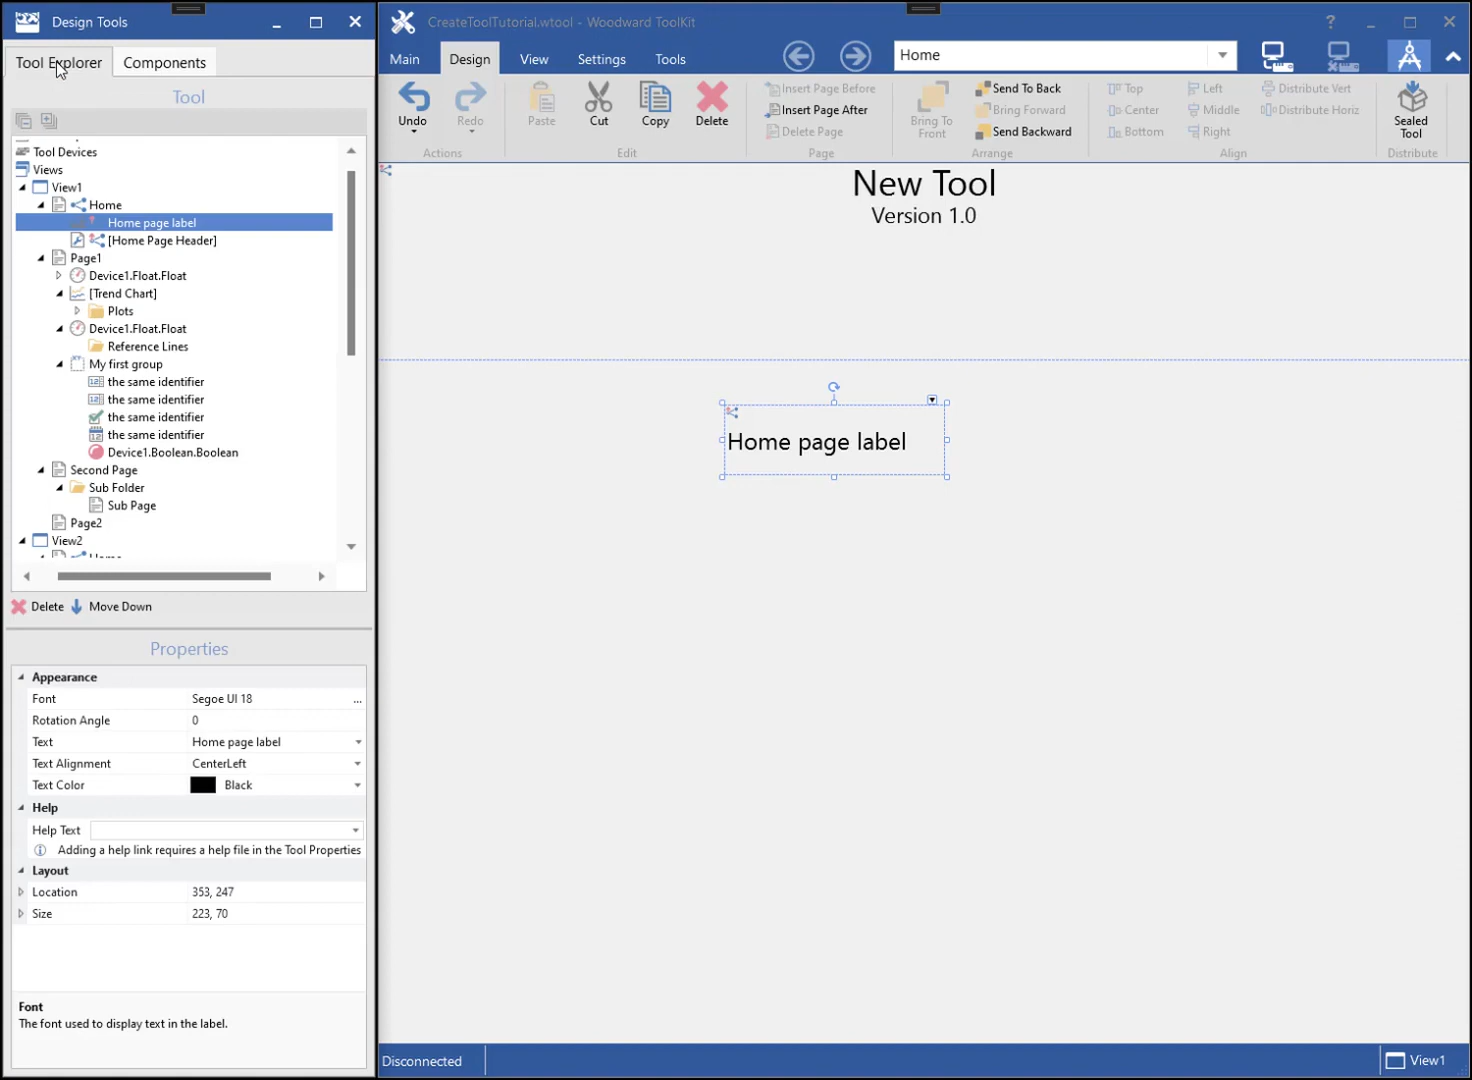 Design Tools
Tool Explorer
Components
Tool
Tool Devices
Views
View1
Home
Home page label
[Home Page Header]
Page1
Device1.Float.Float
[Trend Chart]
Plots
Device1.Float.Float
Reference Lines
My first group
the same identifier
the same identifier
the same identifier
the same identifier
Device1.Boolean.Boolean
Second Page
Sub Folder
Sub Page
Page2
View2
Delete
Move Down
Properties
Appearance
Font Segoe UI 18 ...
Rotation Angle 0
Text Home page label
Text Alignment CenterLeft
Text Color Black
Help
Help Text
Adding a help link requires a help file in the Tool Properties
Layout
Location 353, 247
Size 223, 70
Font
The font used to display text in the label.
CreateToolTutorial.wtool - Woodward ToolKit
?
Main
Design
View
Settings
Tools
Home
Undo
Redo
Actions
Paste
Cut
Copy
Delete
Edit
Insert Page Before
Insert Page After
Delete Page
Page
Bring To
Front
Send To Back
Bring Forward
Send Backward
Arrange
Top
Center
Bottom
Left
Middle
Right
Distribute Vert
Distribute Horiz
Align
Sealed
Tool
Distribute
New Tool
Version 1.0
Home page label
Disconnected
View1